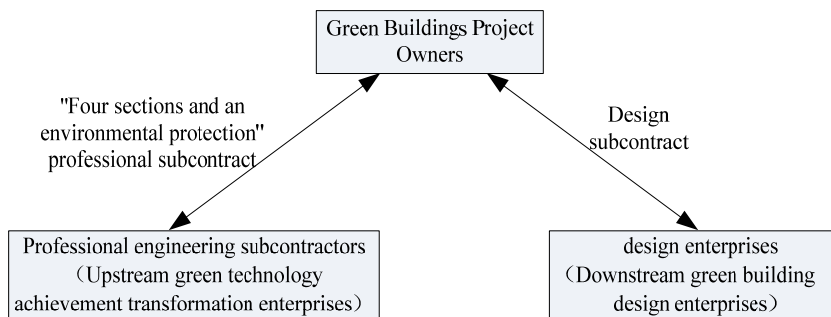 Green Buildings Project
Owners
"Four sections and an
environmental protection"
professional subcontract
Design
subcontract
Professional engineering subcontractors
（Upstream green technology
achievement transformation enterprises）
design enterprises
（Downstream green building
design enterprises）